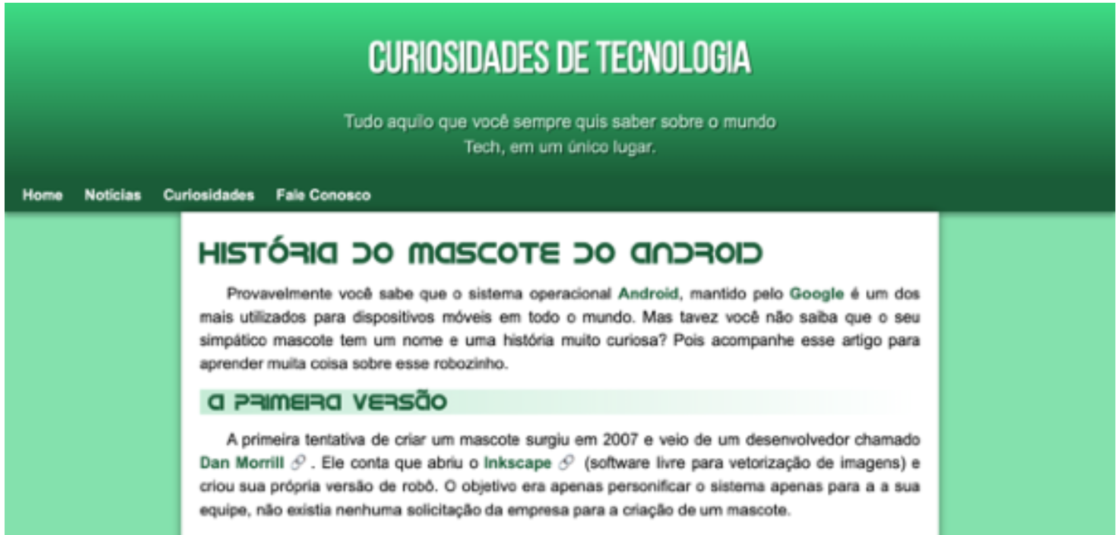 CURIOSIDADES DE TECNOLOGIA
Tudo aquilo que você sempre quis saber sobre o mundo
Tech, em um único lugar.
Home Notícias Curiosidades Fale Conosco
HISTÓRIA DO MASCOTE DO ANDROID
Provavelmente você sabe que o sistema operacional Android, mantido pelo Google é um dos
mais utilizados para dispositivos móveis em todo o mundo. Mas tavez você não saiba que o seu
simpático mascote tem um nome e uma história muito curiosa? Pois acompanhe esse artigo para
aprender muita coisa sobre esse robozinho.
A PRIMEIRA VERSÃO
A primeira tentativa de criar um mascote surgiu em 2007 e veio de um desenvolvedor chamado
Dan Morrill . Ele conta que abriu o Inkscape (software livre para vetorização de imagens) e
criou sua própria versão de robô. O objetivo era apenas personificar o sistema apenas para a a sua
equipe, não existia nenhuma solicitação da empresa para a criação de um mascote.